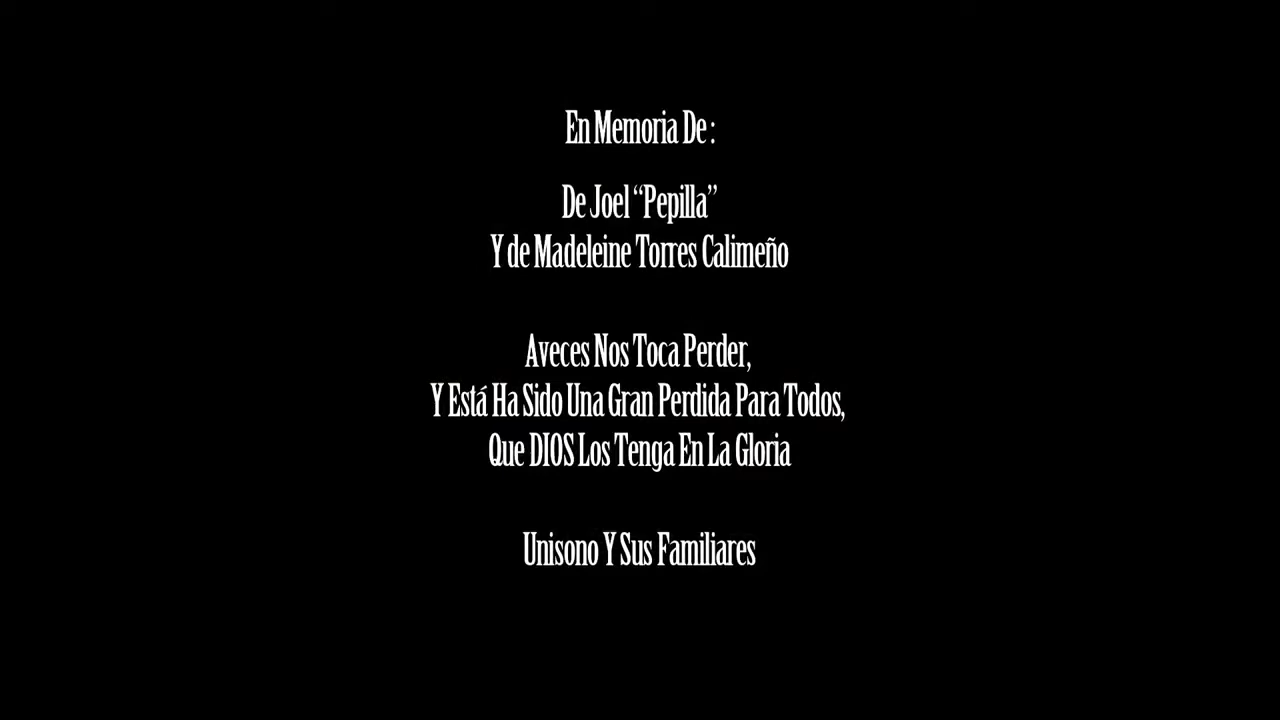 En Memoria De :
De Joel “Pepilla”
Y de Madeleine Torres Calimeño
Aveces Nos Toca Perder,
Y Está Ha Sido Una Gran Perdida Para Todos,
Que DIOS Los Tenga En La Gloria
Unisono Y Sus Familiares